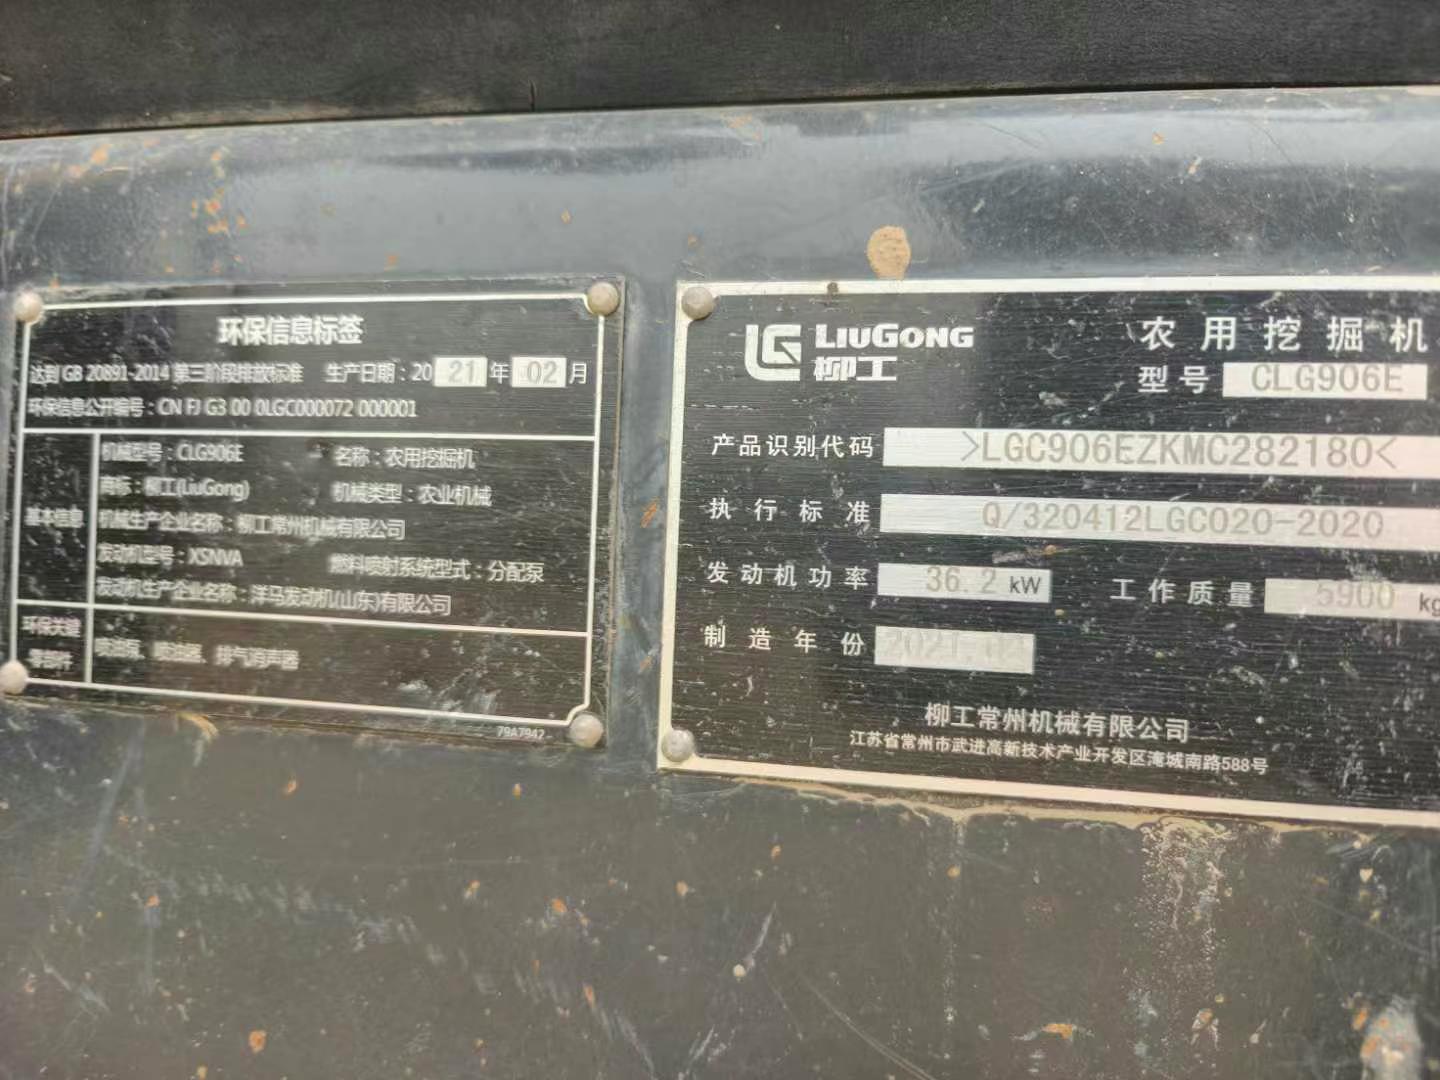 环保信息标签
达到 GB 20891-2014 第三阶段排放标准 生产日期：20 21 年 02 月
环保信息公开编号：CN FJ G3 00 0LGC000072 000001
基本信息
机械型号：CLG906E 名称：农用挖掘机
商标：柳工(LiuGong) 机械类型：农业机械
机械生产企业名称：柳工常州机械有限公司
发动机型号：XSNVA 燃料喷射系统型式：分配泵
发动机生产企业名称：洋马发动机(山东)有限公司
环保关键
零部件
喷油泵、喷油器、排气消声器
79A7942
LG LIUGONG
柳工
农用挖掘机
型号 CLG906E
产品识别代码 >LGC906EZKMC282180<
执行标准 Q/320412LGC020-2020
发动机功率 36.2 kW 工作质量 5900 kg
制造年份 2021.02
柳工常州机械有限公司
江苏省常州市武进高新技术产业开发区淹城南路588号